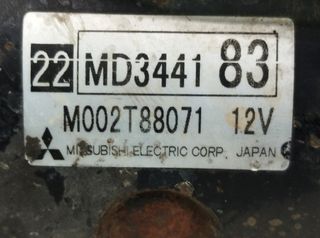 22 MD3441 83
M002T88071 12V
MITSUBISHI ELECTRIC CORP. JAPAN